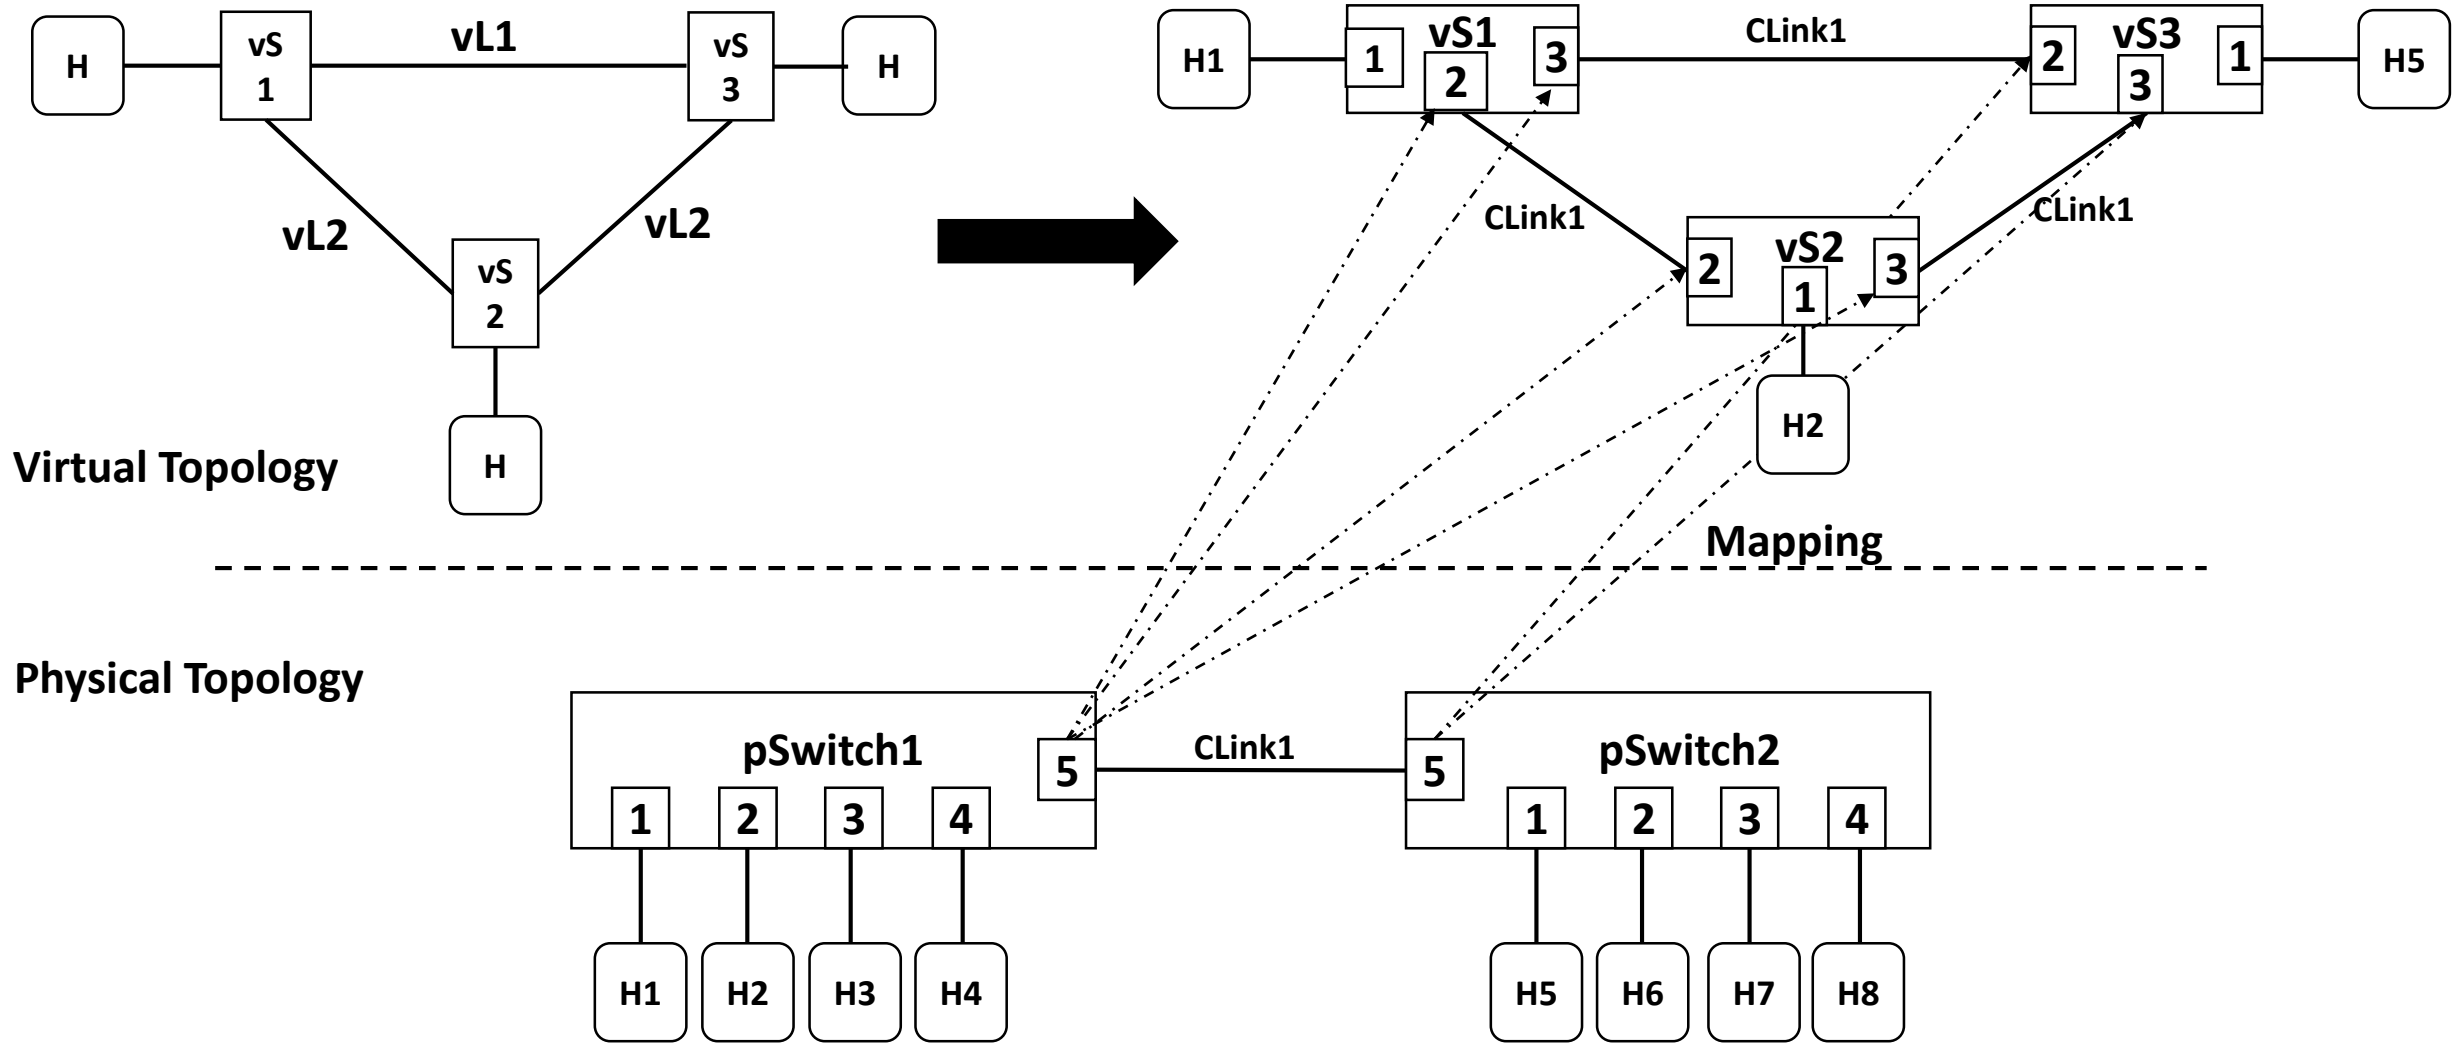 H
vS
1
vL1
vS
3
H
vL2
vL2
vS
2
H
Virtual Topology
H1
1
vS1
2
3
CLink1
2
vS3
3
1
H5
CLink1
CLink1
2
vS2
1
3
H2
Mapping
Physical Topology
pSwitch1
5
1
2
3
4
CLink1
5
pSwitch2
1
2
3
4
H1
H2
H3
H4
H5
H6
H7
H8